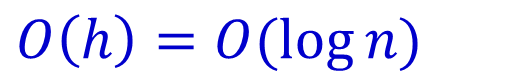 O(h) = O(log n)